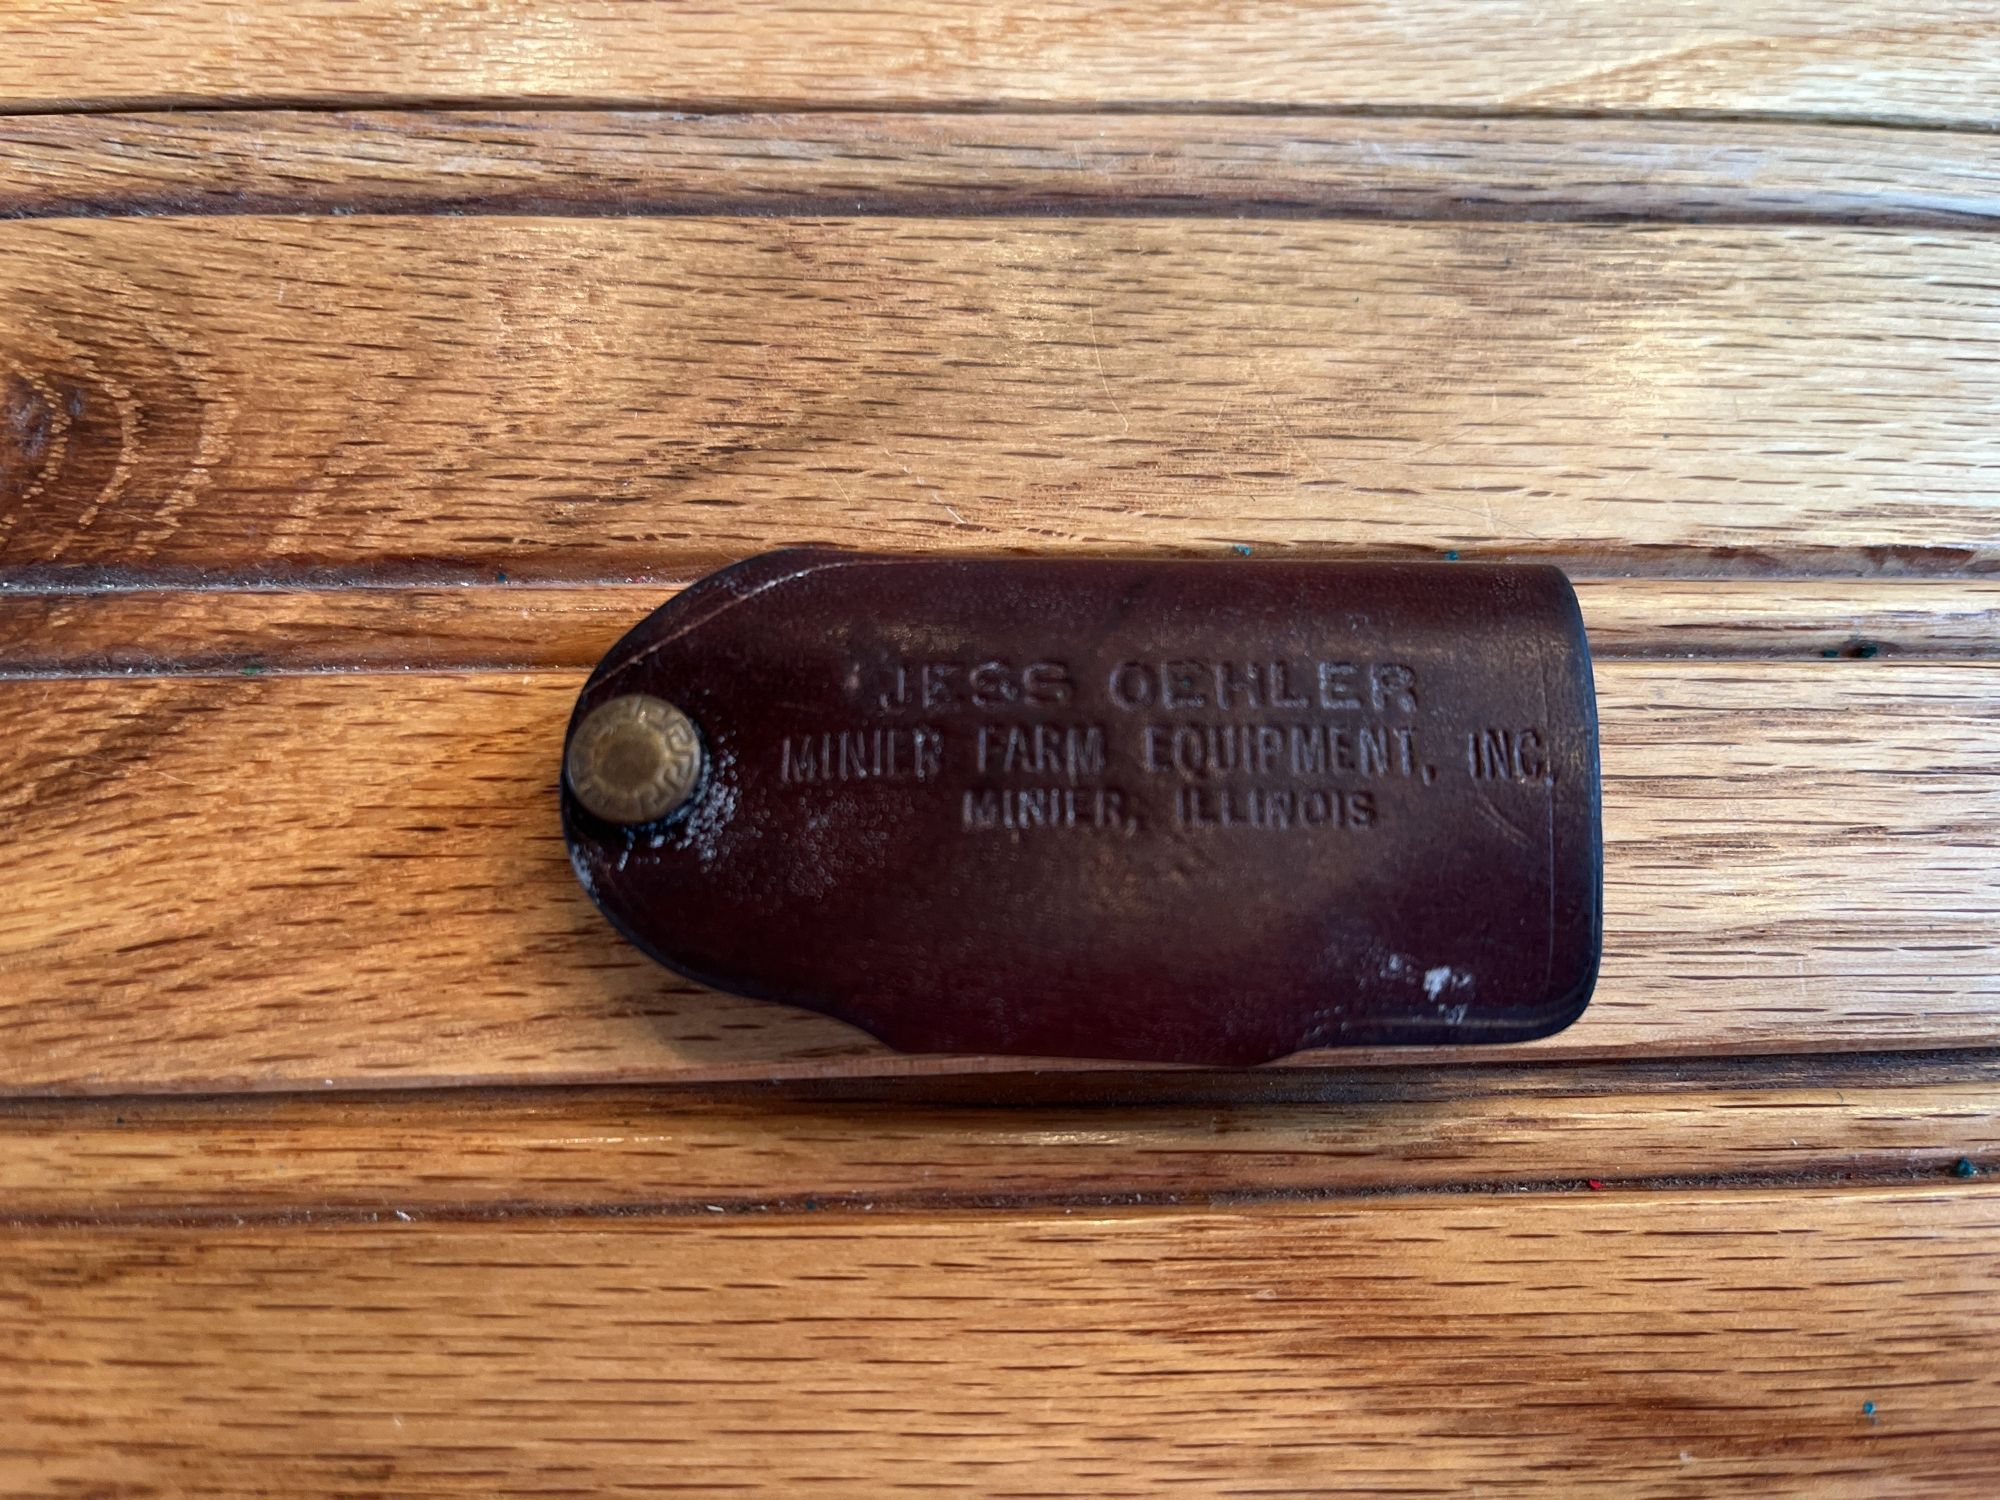 JESS OEHLER
MINIER FARM EQUIPMENT, INC.
MINIER, ILLINOIS